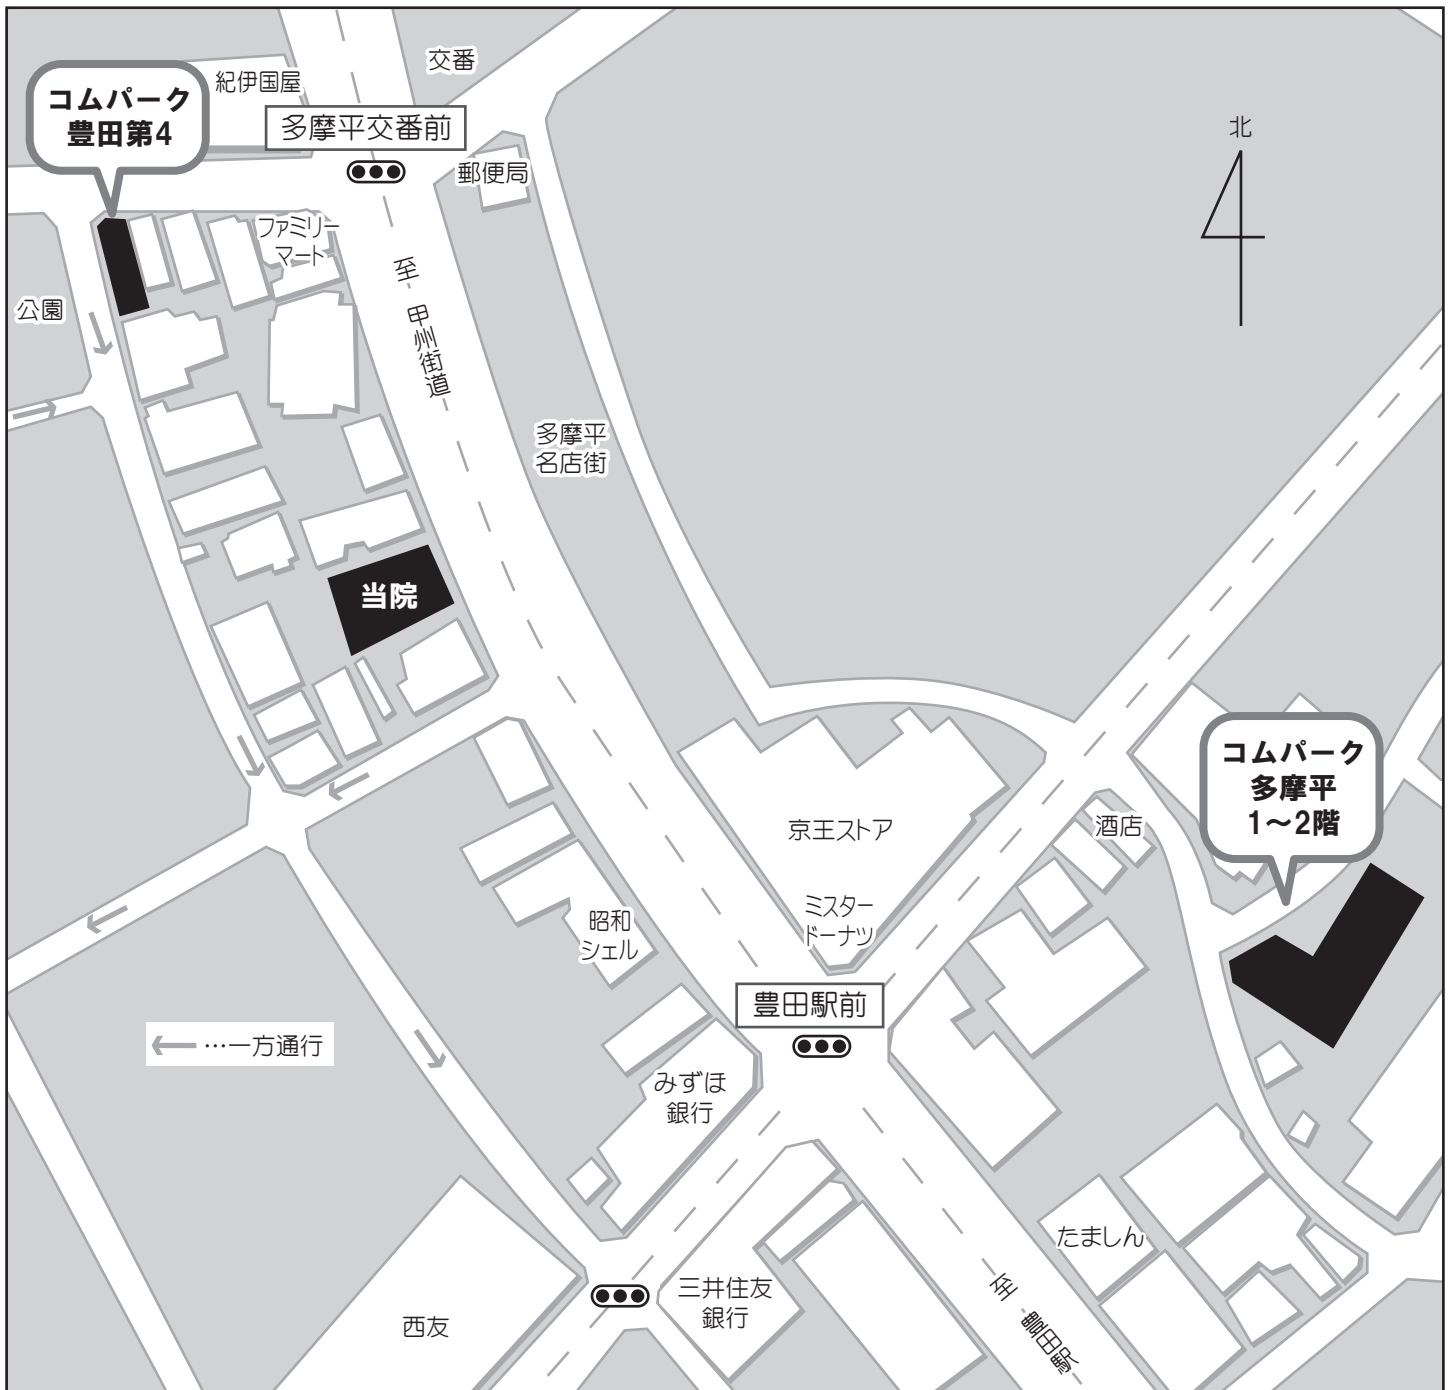 交番
紀伊国屋
コムパーク
豊田第4
多摩平交番前
北
郵便局
ファミリー
マート
至
甲州街道
公園
多摩平
名店街
当院
コムパーク
多摩平
1～2階
京王ストア
酒店
ミスター
ドーナツ
昭和
シェル
豊田駅前
…一方通行
みずほ
銀行
たましん
三井住友
銀行
至
豊田駅
西友